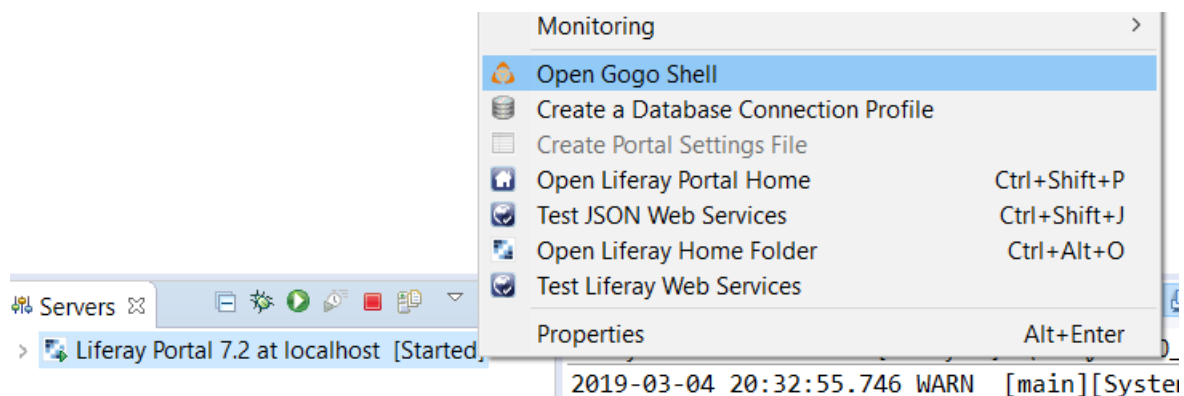 Monitoring
Open Gogo Shell
Create a Database Connection Profile
Create Portal Settings File
Open Liferay Portal Home Ctrl+Shift+P
Test JSON Web Services Ctrl+Shift+J
Open Liferay Home Folder Ctrl+Alt+O
Test Liferay Web Services
Properties Alt+Enter
Servers
Liferay Portal 7.2 at localhost [Started]
2019-03-04 20:32:55.746 WARN [main][System